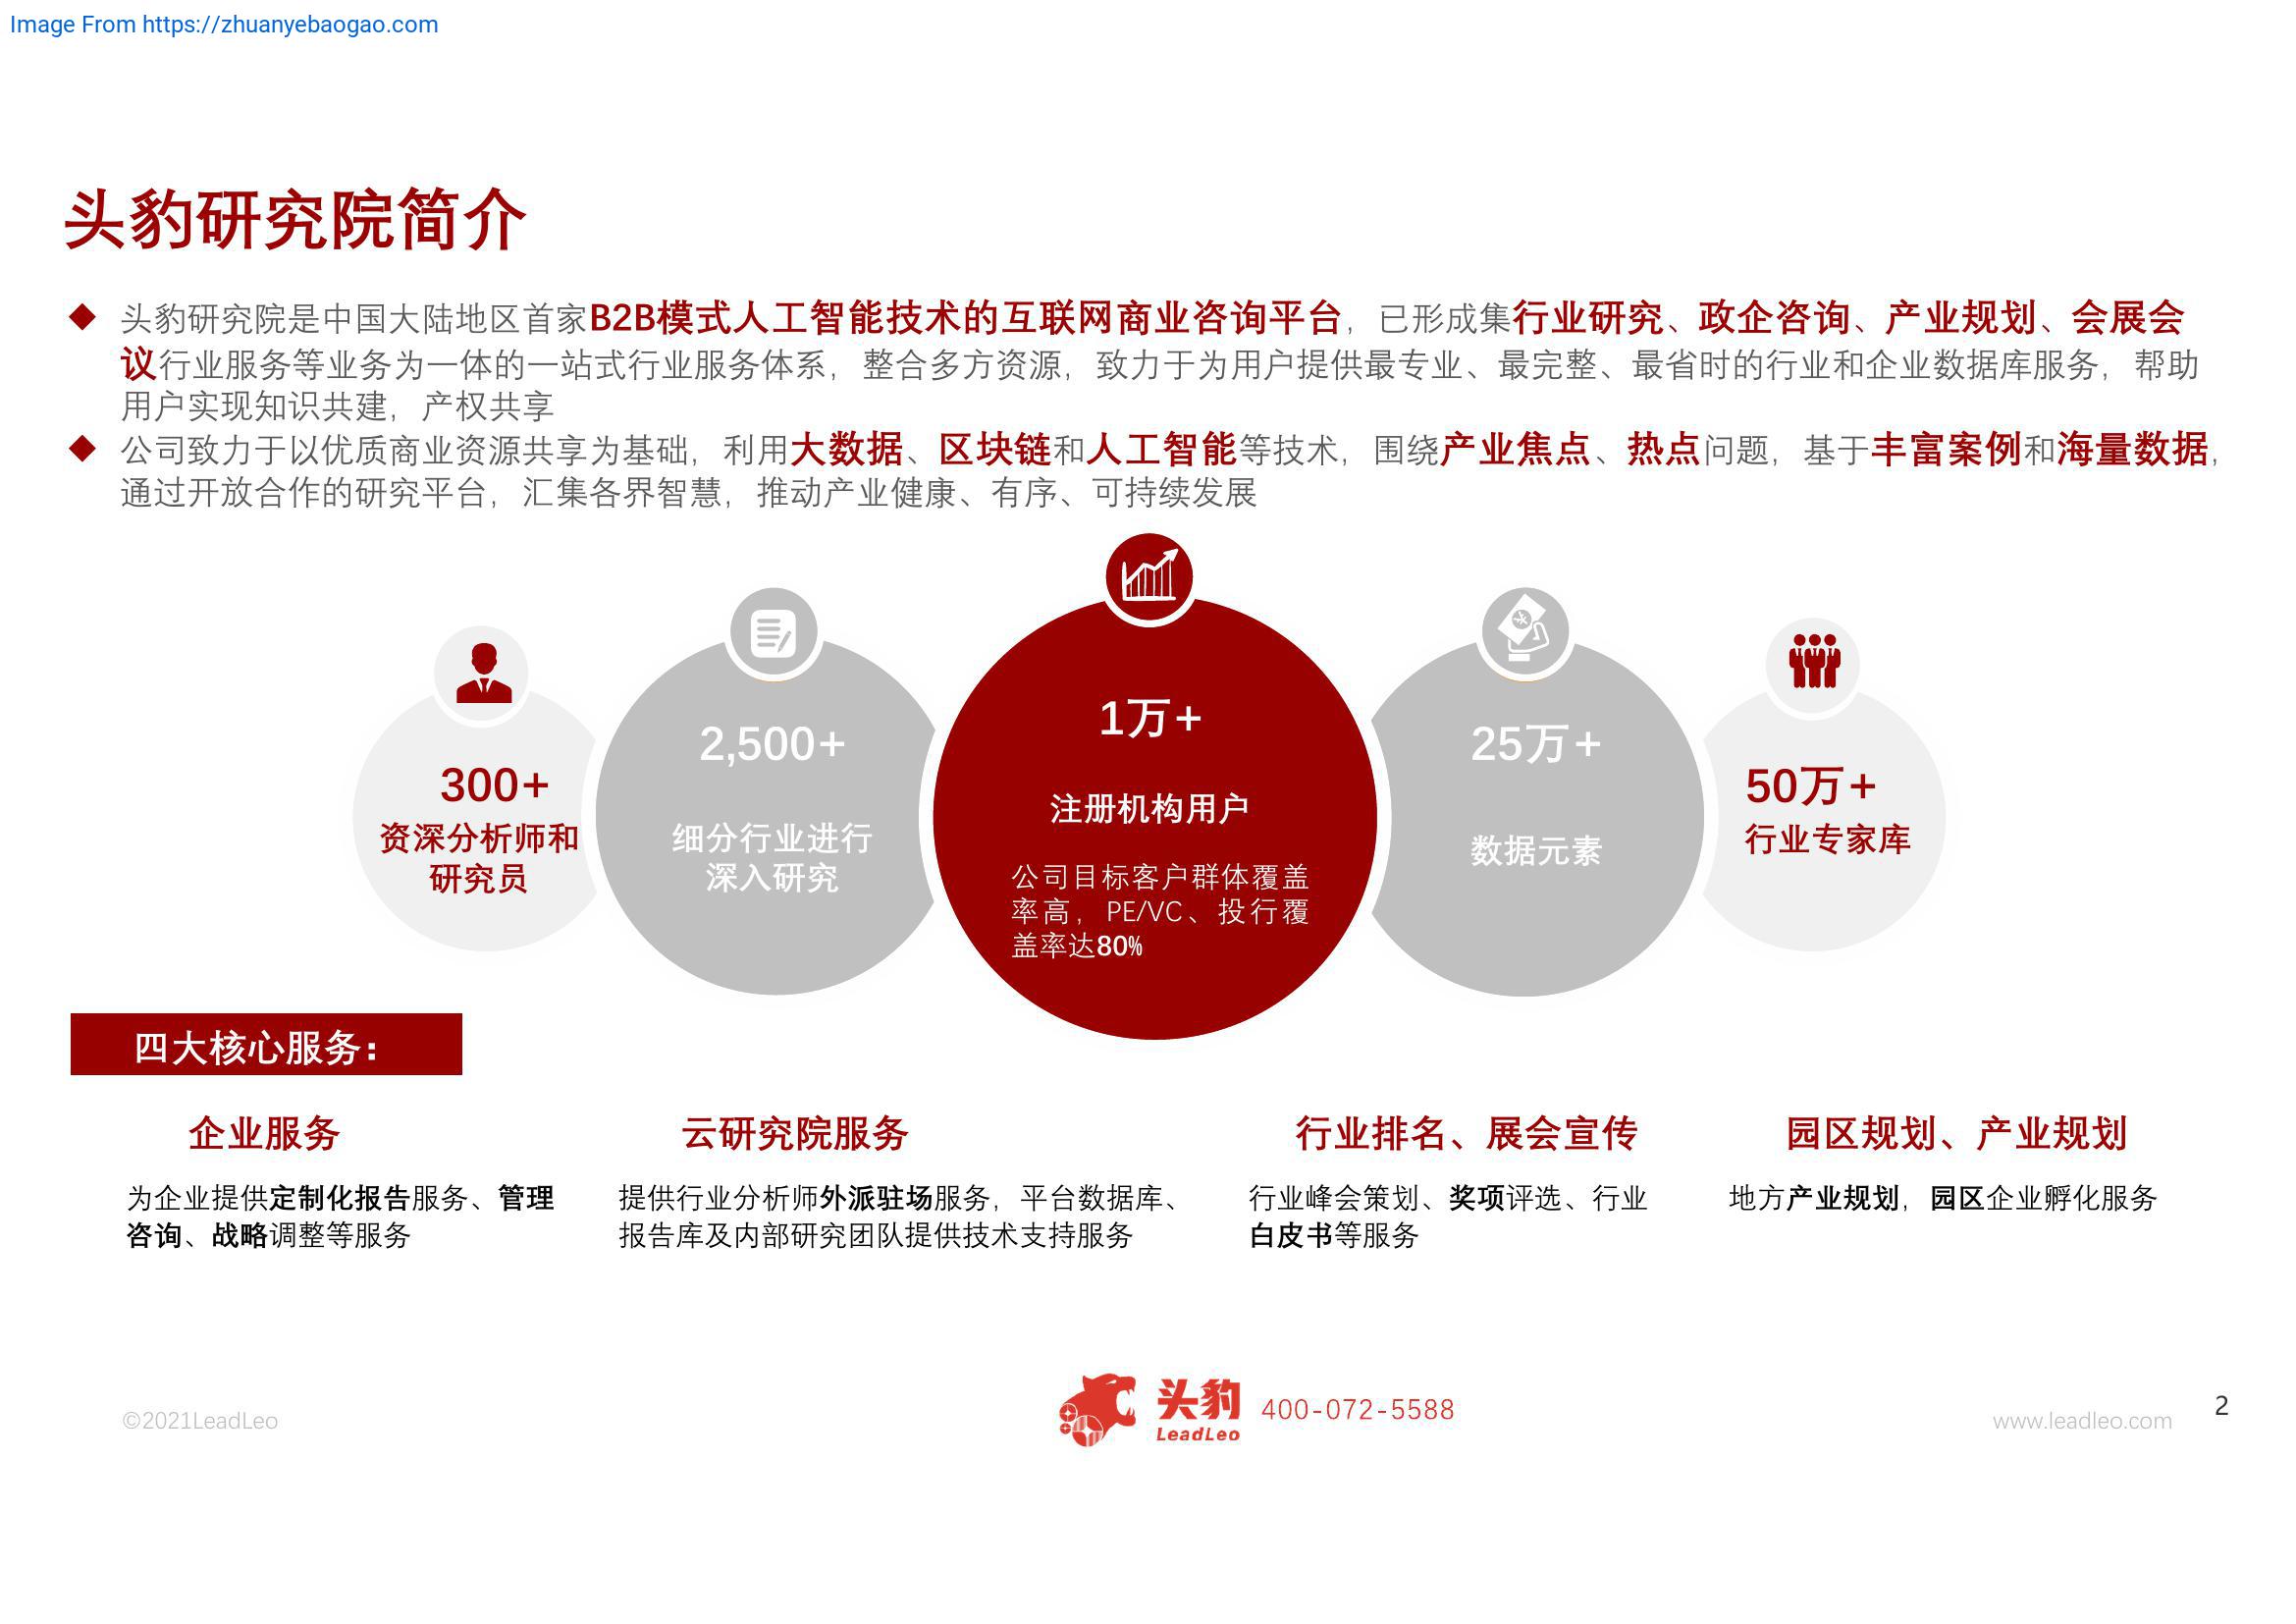 Image From https://zhuanyebaogao.com
头豹研究院简介
头豹研究院是中国大陆地区首家B2B模式人工智能技术的互联网商业咨询平台，已形成集行业研究、政企咨询、产业规划、会展会
议行业服务等业务为一体的一站式行业服务体系，整合多方资源，致力于为用户提供最专业、最完整、最省时的行业和企业数据库服务，帮助
用户实现知识共建，产权共享
公司致力于以优质商业资源共享为基础，利用大数据、区块链和人工智能等技术，围绕产业焦点、热点问题，基于丰富案例和海量数据，
通过开放合作的研究平台，汇集各界智慧，推动产业健康、有序、可持续发展
300+
资深分析师和
研究员
2,500+
细分行业进行
深入研究
1万+
注册机构用户
公司目标客户群体覆盖
率高，PE/VC、投行覆
盖率达80%
25万+
数据元素
50万+
行业专家库
四大核心服务：
企业服务
为企业提供定制化报告服务、管理
咨询、战略调整等服务
云研究院服务
提供行业分析师外派驻场服务，平台数据库、
报告库及内部研究团队提供技术支持服务
行业排名、展会宣传
行业峰会策划、奖项评选、行业
白皮书等服务
园区规划、产业规划
地方产业规划，园区企业孵化服务
©2021LeadLeo
头豹
LeadLeo
400-072-5588
www.leadleo.com
2